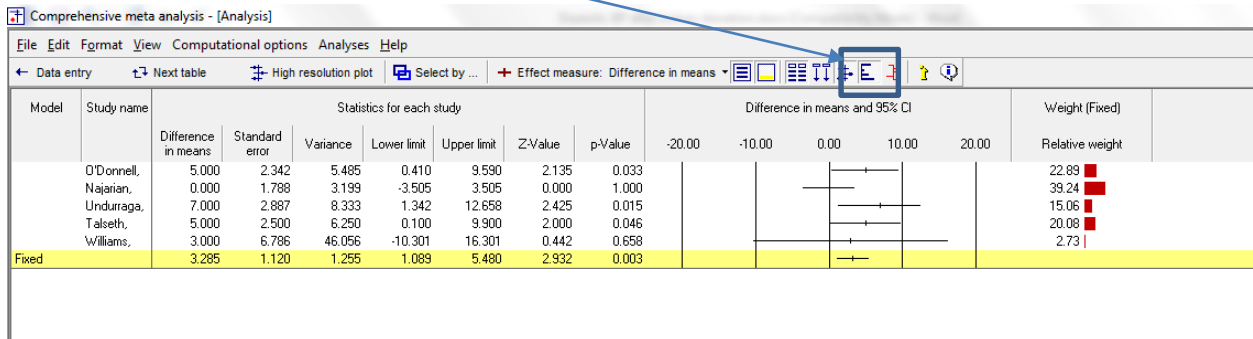 Comprehensive meta analysis - [Analysis]
File Edit Format View Computational options Analyses Help
← Data entry Next table High resolution plot Select by ... + Effect measure: Difference in means
Model Study name Statistics for each study Difference in means and 95% CI Weight (Fixed)
Difference in means Standard error Variance Lower limit Upper limit Z-Value p-Value -20.00 -10.00 0.00 10.00 20.00 Relative weight
O'Donnell, 5.000 2.342 5.485 0.410 9.590 2.135 0.033 22.89
Najarian, 0.000 1.788 3.199 -3.505 3.505 0.000 1.000 39.24
Undurraga, 7.000 2.887 8.333 1.342 12.658 2.425 0.015 15.06
Talseth, 5.000 2.500 6.250 0.100 9.900 2.000 0.046 20.08
Williams, 3.000 6.786 46.056 -10.301 16.301 0.442 0.658 2.73
Fixed 3.285 1.120 1.255 1.089 5.480 2.932 0.003